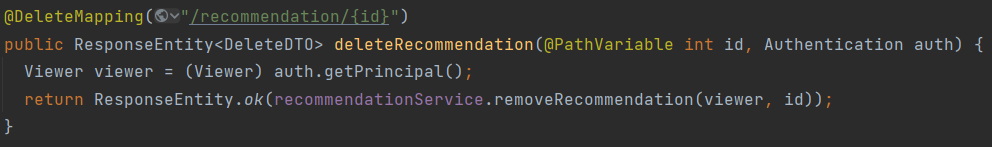 @DeleteMapping("/recommendation/{id}")
public ResponseEntity<DeleteDTO> deleteRecommendation(@PathVariable int id, Authentication auth) {
  Viewer viewer = (Viewer) auth.getPrincipal();
  return ResponseEntity.ok(recommendationService.removeRecommendation(viewer, id));
}